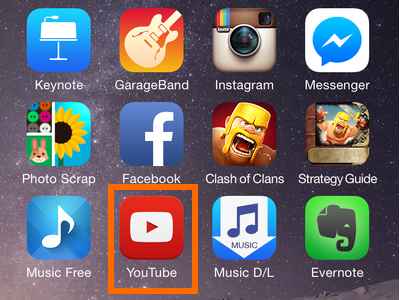 Keynote GarageBand Instagram Messenger
Photo Scrap Facebook Clash of Clans Strategy Guide
MUSIC
Music Free YouTube Music D/L Evernote